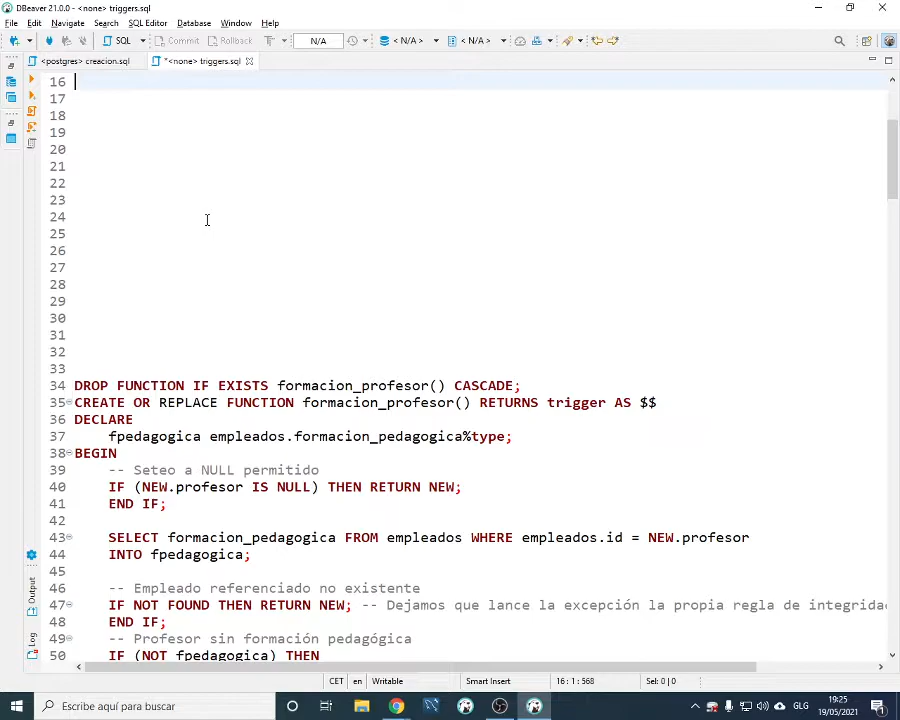 DBeaver 21.0.0 - <none> triggers.sql
File Edit Navigate Search SQL Editor Database Window Help
SQL Commit Rollback N/A < N/A > < N/A >
<postgres> creacion.sql *<none> triggers.sql
16
17
18
19
20
21
22
23
24
25
26
27
28
29
30
31
32
33
34 DROP FUNCTION IF EXISTS formacion_profesor() CASCADE;
35 CREATE OR REPLACE FUNCTION formacion_profesor() RETURNS trigger AS $$
36 DECLARE
37 fpedagogica empleados.formacion_pedagogica%type;
38 BEGIN
39 -- Seteo a NULL permitido
40 IF (NEW.profesor IS NULL) THEN RETURN NEW;
41 END IF;
42
43 SELECT formacion_pedagogica FROM empleados WHERE empleados.id = NEW.profesor
44 INTO fpedagogica;
45
46 -- Empleado referenciado no existente
47 IF NOT FOUND THEN RETURN NEW; -- Dejamos que lance la excepción la propia regla de integrida
48 END IF;
49 -- Profesor sin formación pedagógica
50 IF (NOT fpedagogica) THEN
Output
Log
CET en Writable Smart Insert 16 : 1 : 568 Sel: 0 | 0
Escribe aquí para buscar
GLG
19:25
19/05/2021
1